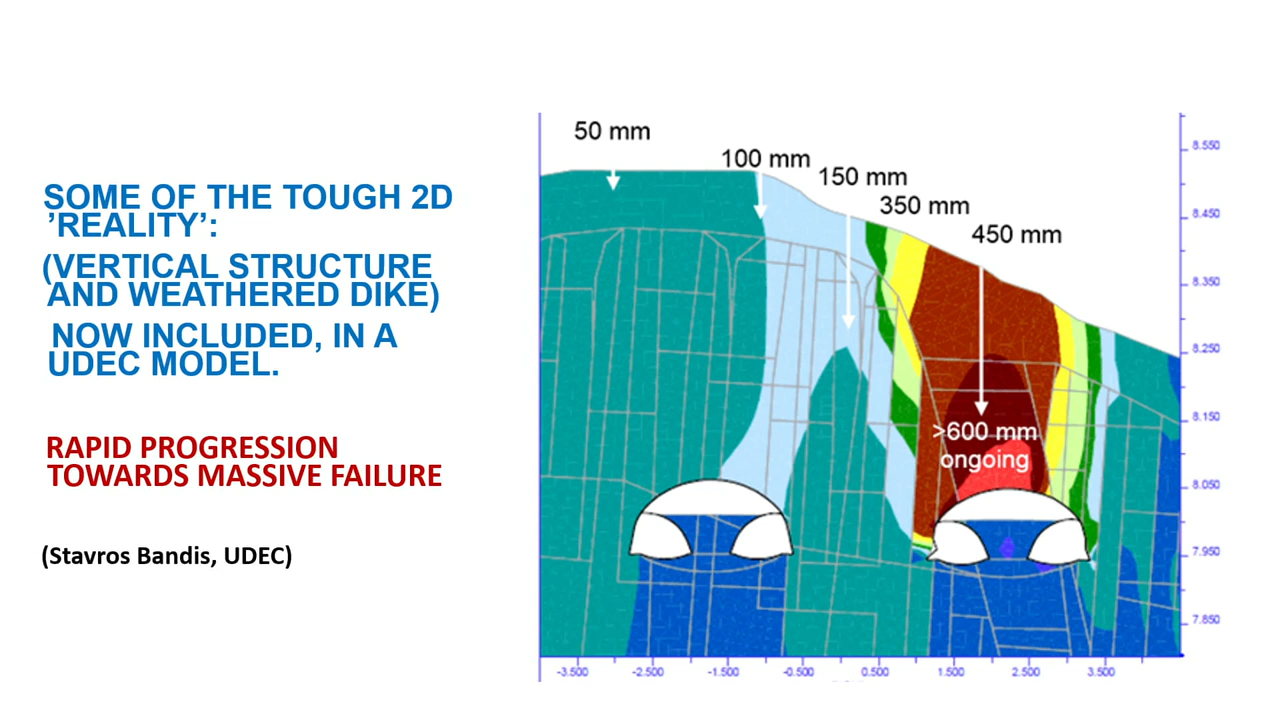 SOME OF THE TOUGH 2D
’REALITY’:
(VERTICAL STRUCTURE
AND WEATHERED DIKE)
NOW INCLUDED, IN A
UDEC MODEL.
RAPID PROGRESSION
TOWARDS MASSIVE FAILURE
(Stavros Bandis, UDEC)
50 mm
100 mm
150 mm
350 mm
450 mm
>600 mm
ongoing
8.550
8.450
8.350
8.250
8.150
8.050
7.950
7.850
-3.500
-2.500
-1.500
-0.500
0.500
1.500
2.500
3.500